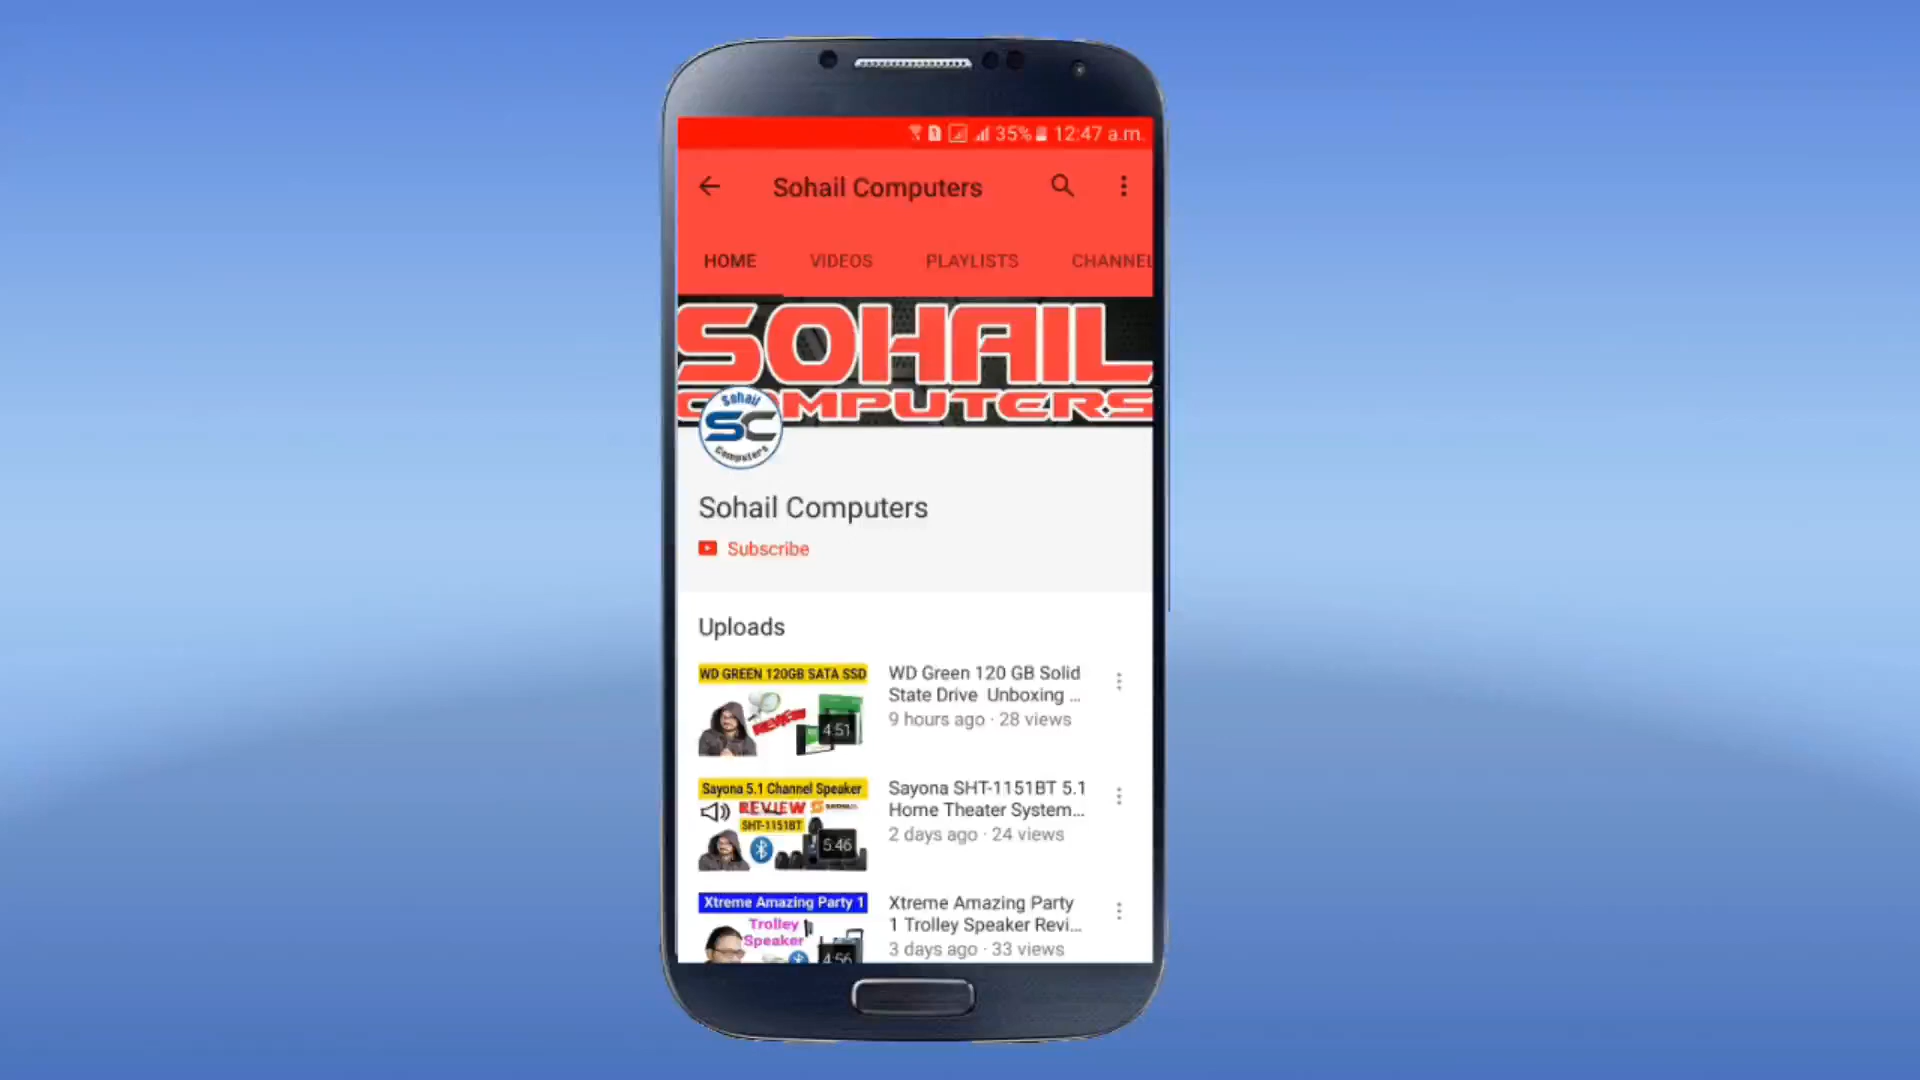 35% 12:47 a.m.
Sohail Computers
HOME VIDEOS PLAYLISTS CHANNEL
SOHAIL
COMPUTERS
Sohail
SC
Computers
Sohail Computers
Subscribe
Uploads
WD GREEN 120GB SATA SSD
REVIEW
4:51
WD Green 120 GB Solid
State Drive Unboxing ...
9 hours ago · 28 views
Sayona 5.1 Channel Speaker
REVIEW
SHT-1151BT
5:46
Sayona SHT-1151BT 5.1
Home Theater System...
2 days ago · 24 views
Xtreme Amazing Party 1
Trolley
Speaker
4:56
Xtreme Amazing Party
1 Trolley Speaker Revi...
3 days ago · 33 views